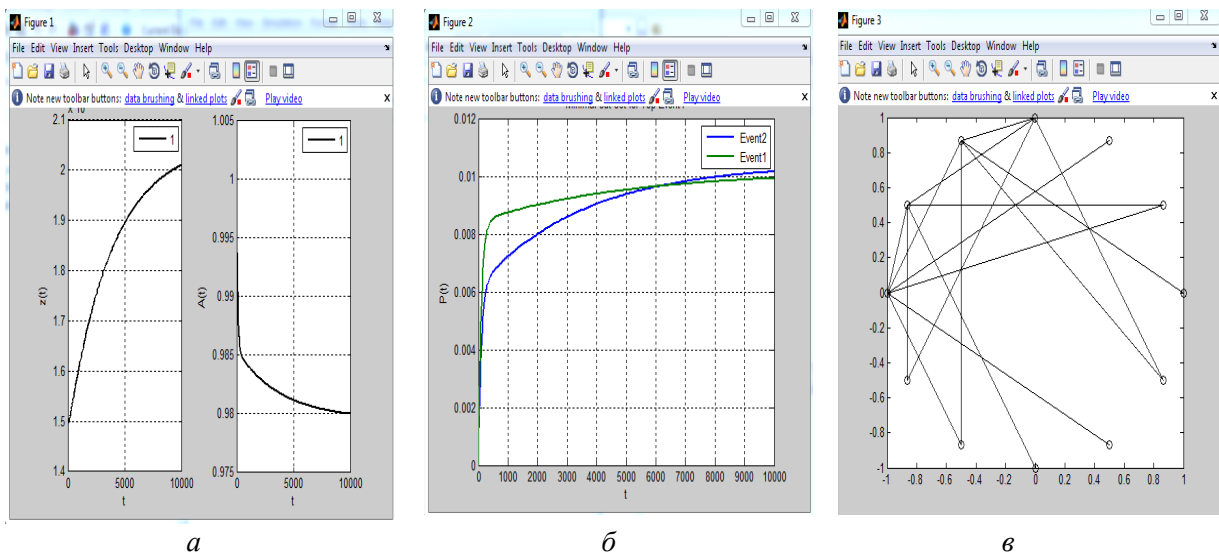 Figure 1
File Edit View Insert Tools Desktop Window Help
Note new toolbar buttons: data brushing & linked plots Play video x
2.1
2
1.9
1.8
1.7
1.6
1.5
1.4
z(t)
0 5000 10000
t
1
1.005
1
0.995
0.99
0.985
0.98
0.975
A(t)
0 5000 10000
t
1
а
Figure 2
File Edit View Insert Tools Desktop Window Help
Note new toolbar buttons: data brushing & linked plots Play video x
0.012
0.010
0.008
0.006
0.004
0.002
0
P(t)
Event2
Event1
0 1000 2000 3000 4000 5000 6000 7000 8000 9000 10000
t
б
Figure 3
File Edit View Insert Tools Desktop Window Help
Note new toolbar buttons: data brushing & linked plots Play video x
1
0.8
0.6
0.4
0.2
0
-0.2
-0.4
-0.6
-0.8
-1
-1 -0.8 -0.6 -0.4 -0.2 0 0.2 0.4 0.6 0.8 1
в